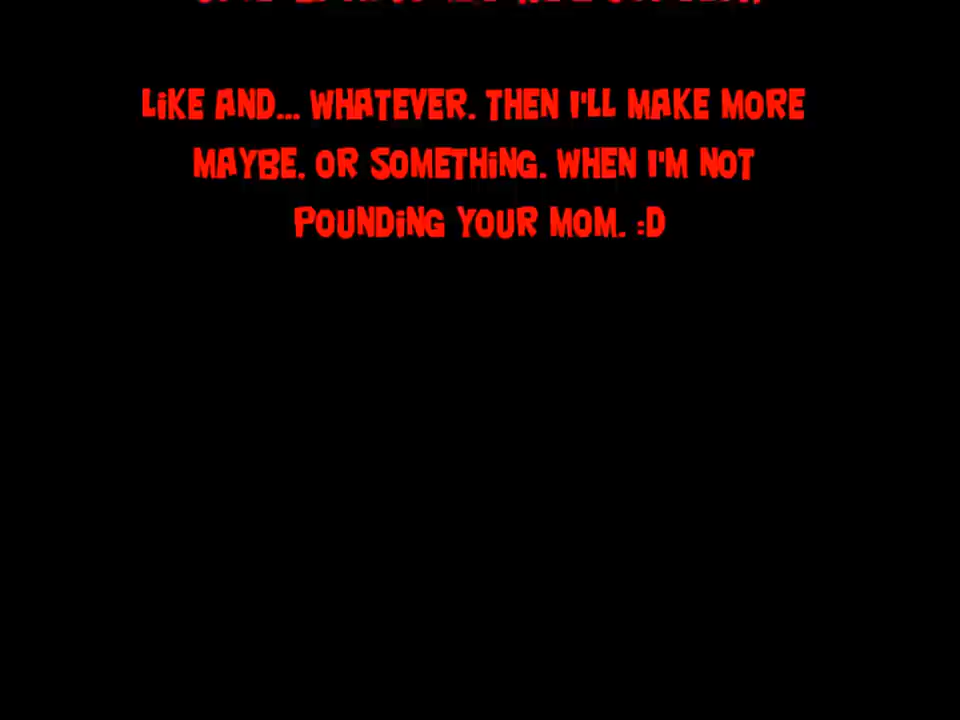 LiKE AND... WHATEVER. THEN I'LL MAKE MORE
MAYBE. OR SOMETHiNG. WHEN I'M NOT
POUNDiNG YOUR MOM. :D